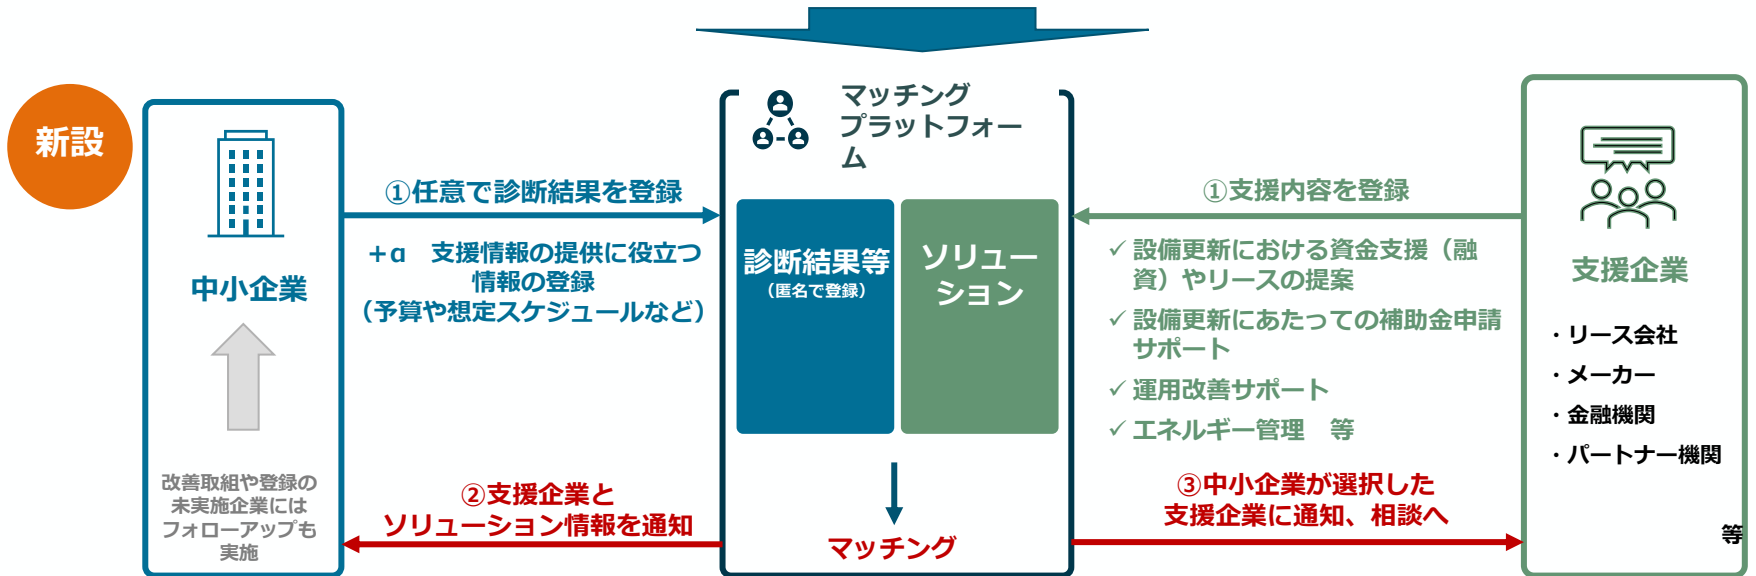 新設
中小企業
改善取組や登録の
未実施企業には
フォローアップも
実施
①任意で診断結果を登録
＋α　支援情報の提供に役立つ
情報の登録
（予算や想定スケジュールなど）
②支援企業と
ソリューション情報を通知
マッチング
プラットフォー
ム
診断結果等
（匿名で登録）
ソリュー
ション
マッチング
①支援内容を登録
✓ 設備更新における資金支援（融
資）やリースの提案
✓ 設備更新にあたっての補助金申請
サポート
✓ 運用改善サポート
✓ エネルギー管理　等
③中小企業が選択した
支援企業に通知、相談へ
支援企業
・リース会社
・メーカー
・金融機関
・パートナー機関
等